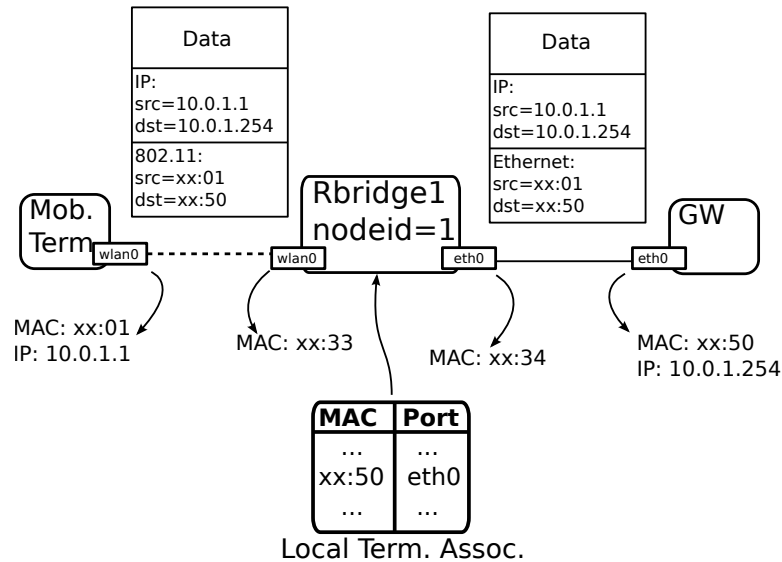 Data
IP:
src=10.0.1.1
dst=10.0.1.254
802.11:
src=xx:01
dst=xx:50
Data
IP:
src=10.0.1.1
dst=10.0.1.254
Ethernet:
src=xx:01
dst=xx:50
Mob.
Term
wlan0
Rbridge1
nodeid=1
wlan0
eth0
GW
eth0
MAC: xx:01
IP: 10.0.1.1
MAC: xx:33
MAC: xx:34
MAC: xx:50
IP: 10.0.1.254
MAC Port
... ...
xx:50 eth0
... ...
Local Term. Assoc.